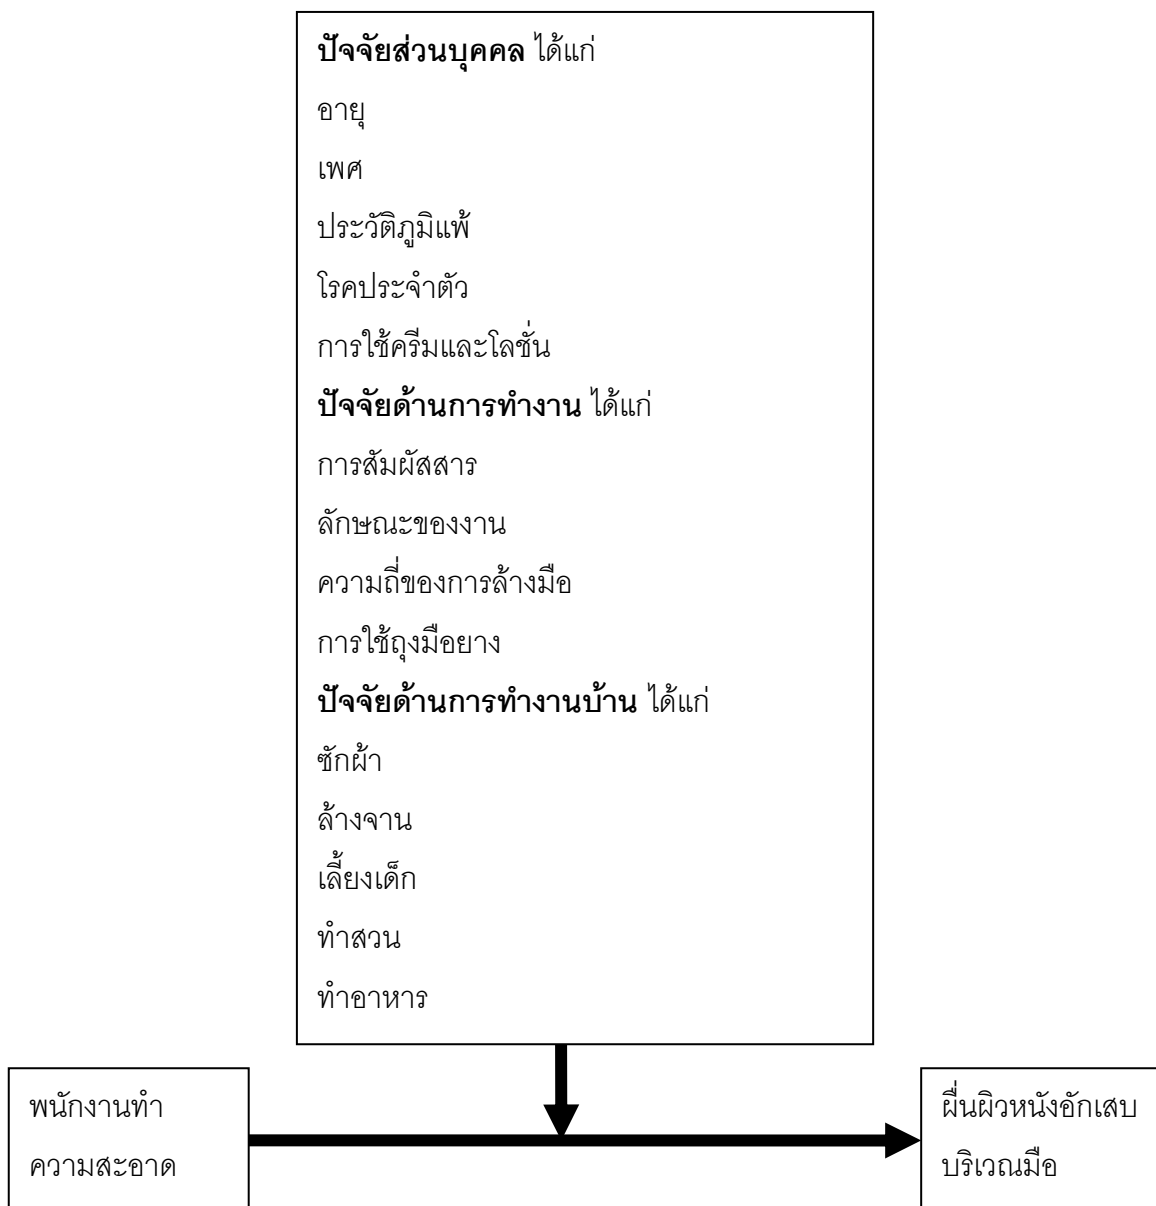 ปัจจัยส่วนบุคคล ได้แก่
อายุ
เพศ
ประวัติภูมิแพ้
โรคประจำตัว
การใช้ครีมและโลชั่น
ปัจจัยด้านการทำงาน ได้แก่
การสัมผัสสาร
ลักษณะของงาน
ความถี่ของการล้างมือ
การใช้ถุงมือยาง
ปัจจัยด้านการทำงานบ้าน ได้แก่
ซักผ้า
ล้างจาน
เลี้ยงเด็ก
ทำสวน
ทำอาหาร
พนักงานทำ
ความสะอาด
ผื่นผิวหนังอักเสบ
บริเวณมือ